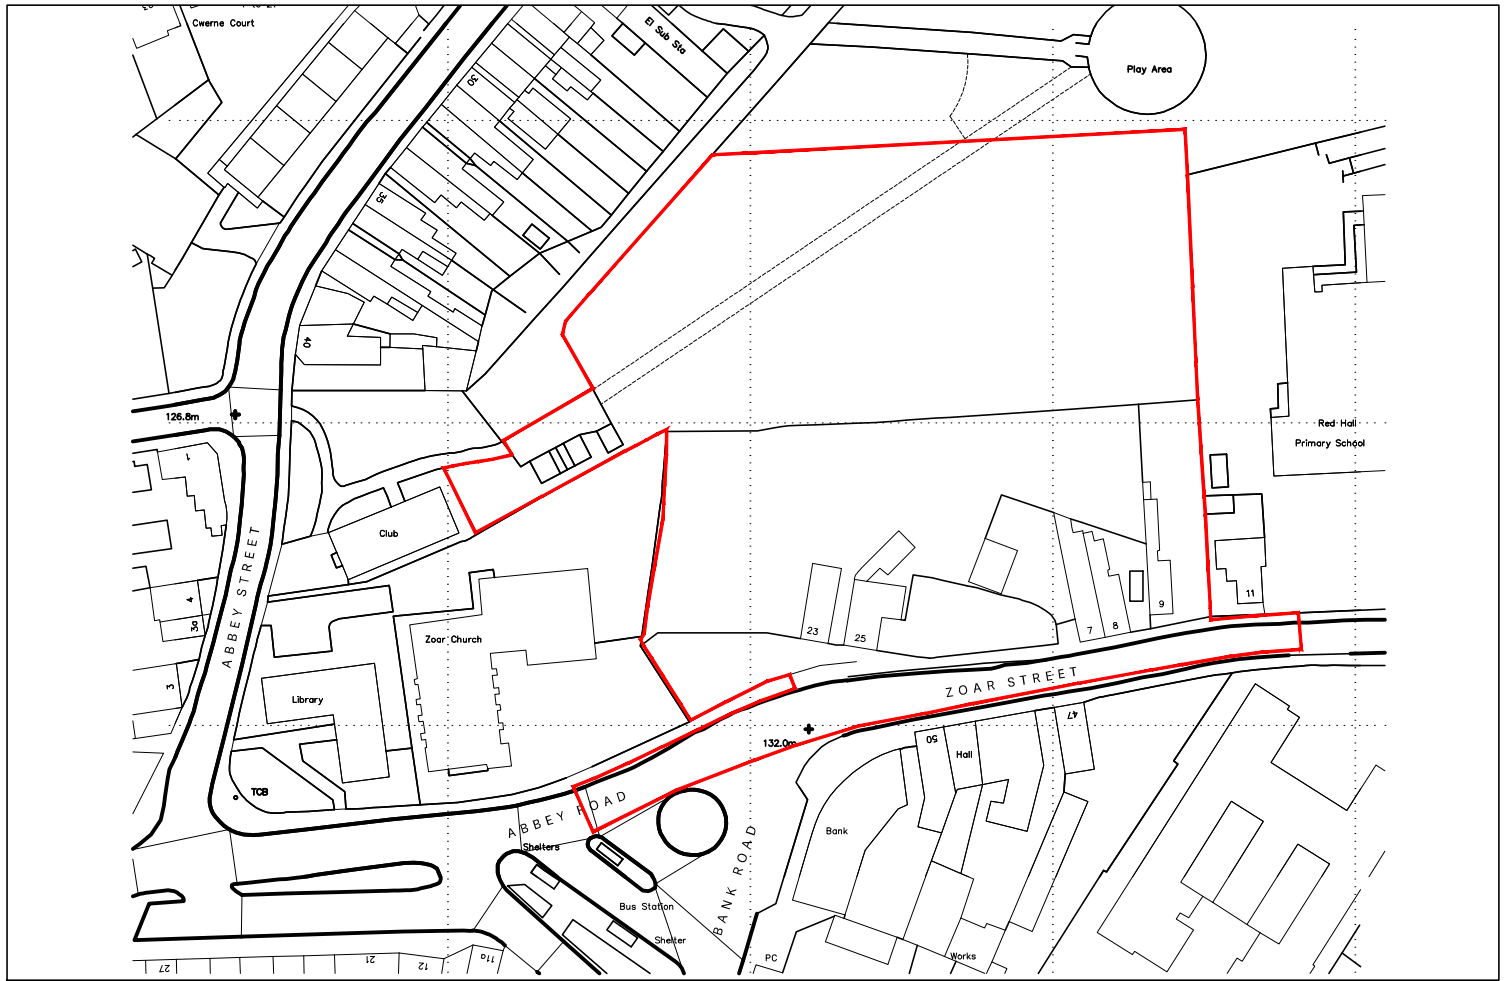 Cwerne Court
El Sub Sta
Play Area
30
35
40
126.8m
Red Hall
Primary School
1
Club
ABBEY STREET
4
3a
3
Zoar Church
Library
23
25
7
8
9
11
ZOAR STREET
47
50
Hall
132.0m
TCB
ABBEY ROAD
Shelters
BANK ROAD
Bank
Bus Station
Shelter
PC
Works
27
21
12
11a